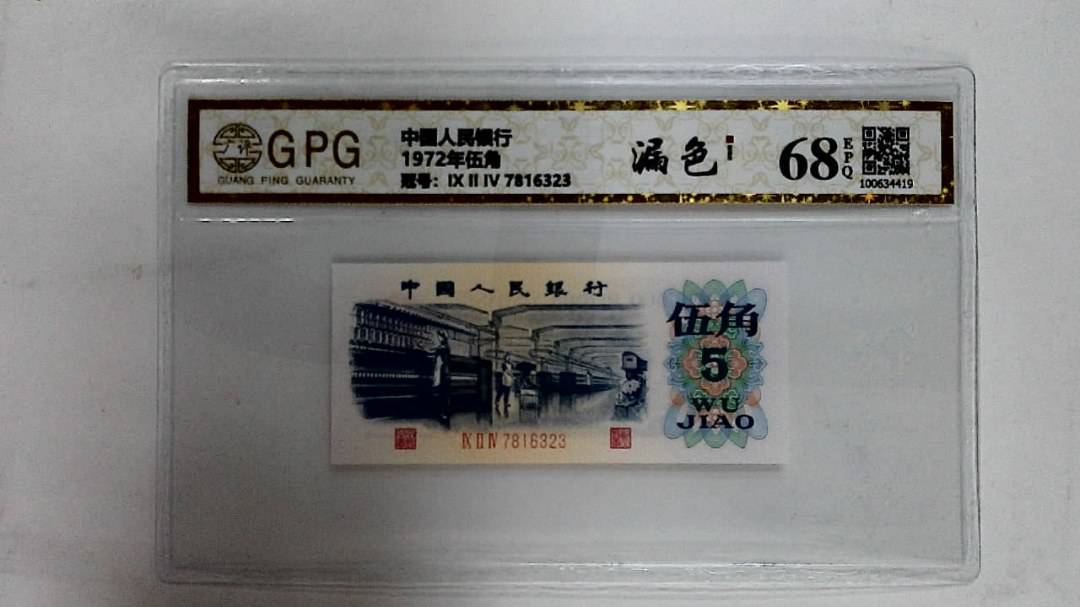 GPG
GUANG PING GUARANTY
中國人民銀行
1972年伍角
冠号: IX II IV 7816323
漏色
I
68
EPQ
100634419
中國人民銀行
伍角
5
WU
JIAO
IX II IV 7816323